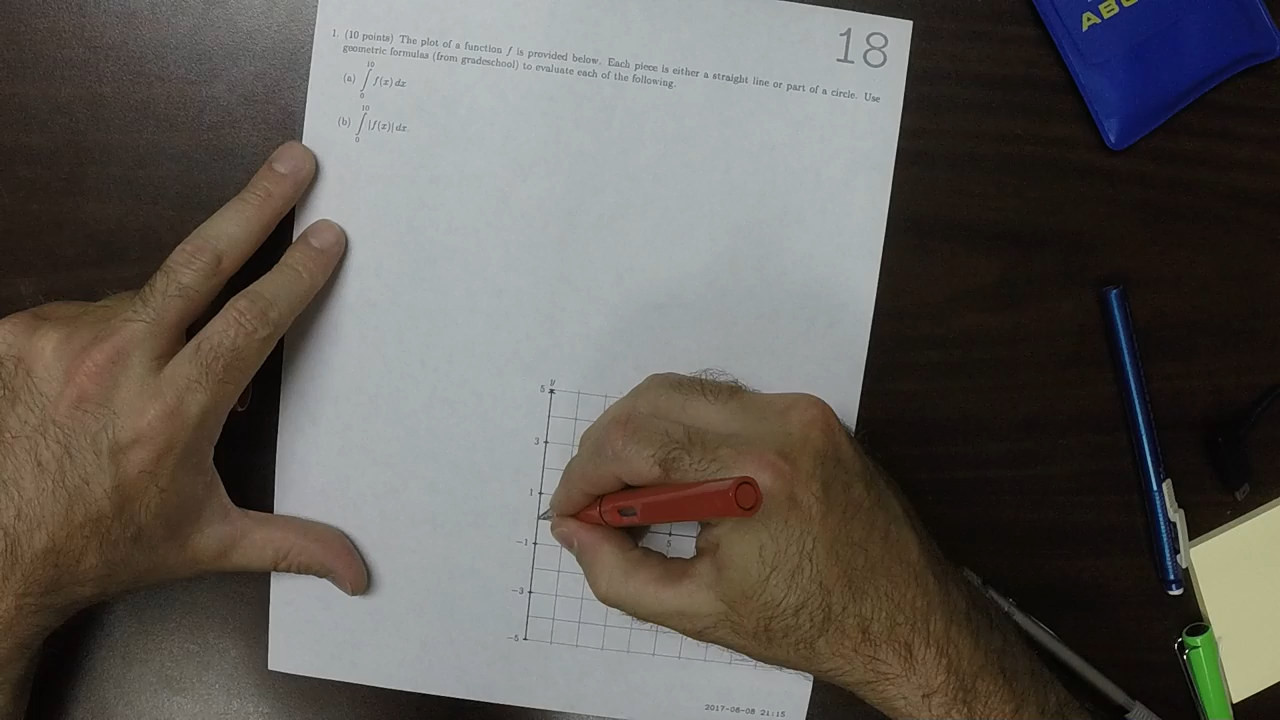 18
1. (10 points) The plot of a function f is provided below. Each piece is either a straight line or part of a circle. Use
geometric formulas (from gradeschool) to evaluate each of the following.
(a) ∫₀¹⁰ f(x) dx
(b) ∫₀¹⁰ |f(x)| dx.
y
5
3
1
−1
−3
−5
5
2017-06-08 21:15